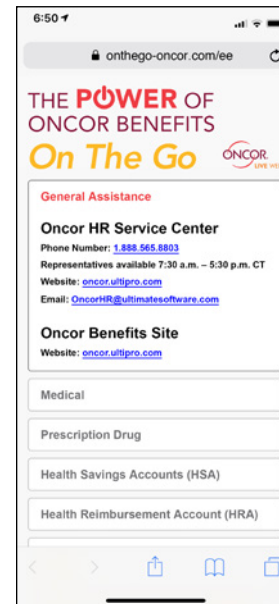 6:50
onthego-oncor.com/ee
THE POWER OF
ONCOR BENEFITS
On The Go
ONCOR
General Assistance
Oncor HR Service Center
Phone Number: 1.888.565.8803
Representatives available 7:30 a.m. – 5:30 p.m. CT
Website: oncor.ultipro.com
Email: OncorHR@ultimatesoftware.com
Oncor Benefits Site
Website: oncor.ultipro.com
Medical
Prescription Drug
Health Savings Accounts (HSA)
Health Reimbursement Account (HRA)